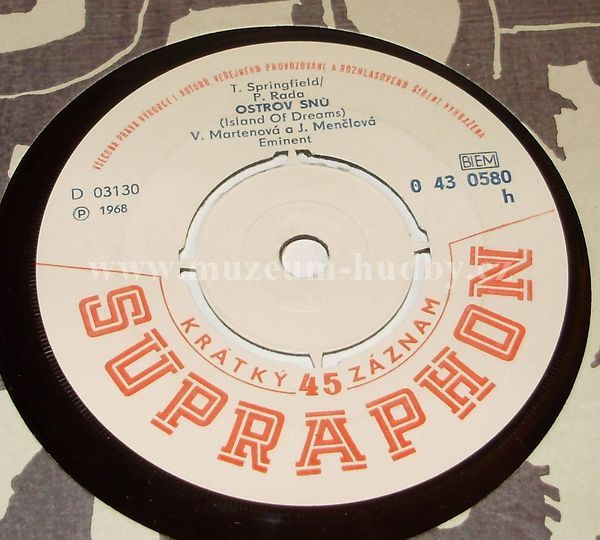 VŠECHNA PRÁVA VÝROBCE I AUTORŮ VEŘEJNÉHO PROVOZOVÁNÍ A ROZHLASOVÉHO ŠÍŘENÍ VYHRAZENA
T. Springfield/
P. Rada
OSTROV SNŮ
(Island Of Dreams)
V. Martenová a J. Menčlová
Eminent
D 03130
Ⓟ 1968
BIEM
0 43 0580
h
www.muzeum-hudby.cz
KRÁTKÝ 45 ZÁZNAM
SUPRAPHON